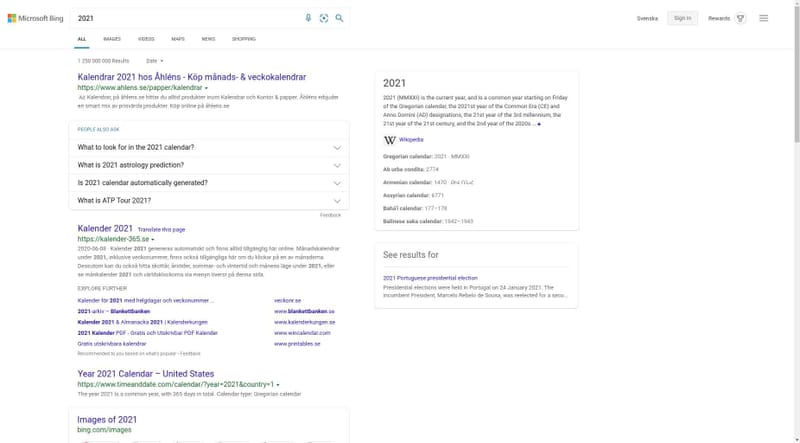 Microsoft Bing
2021
Svenska
Sign in
Rewards
ALL
IMAGES
VIDEOS
MAPS
NEWS
SHOPPING
1 250 000 000 Results
Date
Kalendrar 2021 hos Åhléns - Köp månads- & veckokalendrar
https://www.ahlens.se/papper/kalendrar
Ad Kalendrar, på åhlens.se hittar du alltid produkter inom Kalendrar och Kontor & papper. Åhléns erbjuder
en smart mix av prisvärda produkter. Köp online på åhléns.se
PEOPLE ALSO ASK
What to look for in the 2021 calendar?
What is 2021 astrology prediction?
Is 2021 calendar automatically generated?
What is ATP Tour 2021?
Feedback
Kalender 2021
Translate this page
https://kalender-365.se
2020-06-08 · Kalender 2021 genereras automatiskt och finns alltid tillgänglig här online. Månadskalendrar
under 2021, inklusive veckonummer, finns också tillgängliga här om du klickar på en av månaderna.
Dessutom kan du också hitta skottår, årstider, sommar- och vintertid och månens läge under 2021, eller
se månkalender 2021 och världsklockorna via menyn överst på denna sida.
EXPLORE FURTHER
Kalender för 2021 med helgdagar och veckonummer ...
veckonr.se
2021-arkiv – Blankettbanken
www.blankettbanken.se
Kalender 2021 & Almanacka 2021 | Kalenderkungen
www.kalenderkungen.se
2021 Kalender PDF - Gratis och Utskrivbar PDF Kalender
www.wincalendar.com
Gratis utskrivbara kalendrar
www.printables.se
Recommended to you based on what's popular · Feedback
Year 2021 Calendar – United States
https://www.timeanddate.com/calendar/?year=2021&country=1
The year 2021 is a common year, with 365 days in total. Calendar type: Gregorian calendar
Images of 2021
bing.com/images
2021
2021 (MMXXI) is the current year, and is a common year starting on Friday
of the Gregorian calendar, the 2021st year of the Common Era (CE) and
Anno Domini (AD) designations, the 21st year of the 3rd millennium, the
21st year of the 21st century, and the 2nd year of the 2020s ...
W Wikipedia
Gregorian calendar: 2021 · MMXXI
Ab urbe condita: 2774
Armenian calendar: 1470 ·
Assyrian calendar: 6771
Bahá'í calendar: 177–178
Balinese saka calendar: 1942–1943
See results for
2021 Portuguese presidential election
Presidential elections were held in Portugal on 24 January 2021. The
incumbent President, Marcelo Rebelo de Sousa, was reelected for a seco...